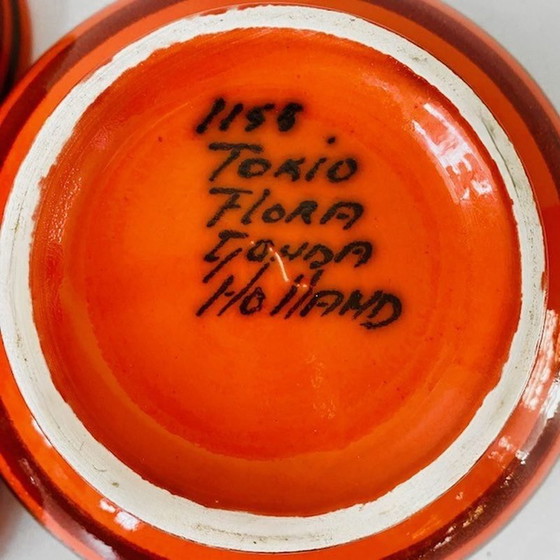 1158.
TOKIO
FlORA
GOUDA
HOllAND